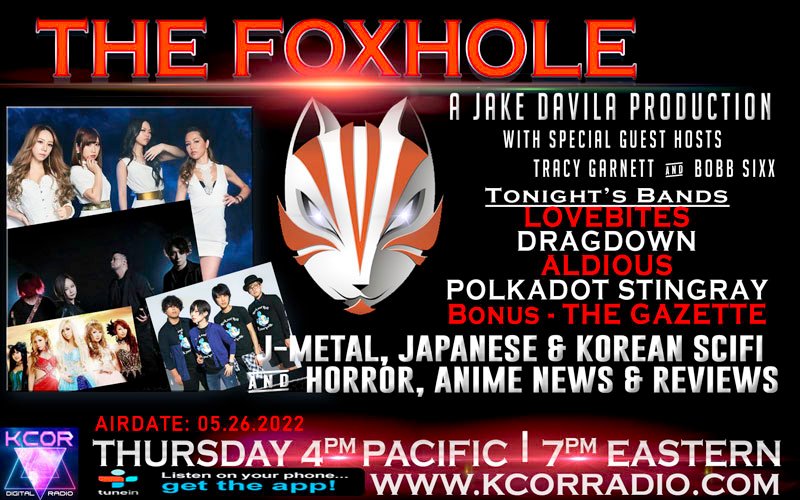 THE FOXHOLE
A JAKE DAVILA PRODUCTION
WITH SPECIAL GUEST HOSTS
TRACY GARNETT AND BOBB SIXX
TONIGHT'S BANDS
LOVEBITES
DRAGDOWN
ALDIOUS
POLKADOT STINGRAY
BONUS - THE GAZETTE
J-METAL, JAPANESE & KOREAN SCIFI
AND HORROR, ANIME NEWS & REVIEWS
AIRDATE: 05.26.2022
KCOR
DIGITAL RADIO
THURSDAY 4PM PACIFIC | 7PM EASTERN
tunein
Listen on your phone...
get the app!
WWW.KCORRADIO.COM